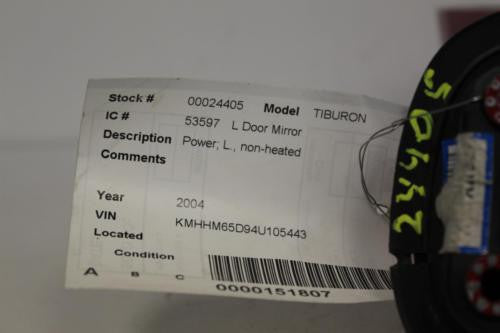 Stock # 00024405 Model TIBURON
IC # 53597 L Door Mirror
Description Power; L., non-heated
Comments
Year 2004
VIN KMHHM65D94U105443
Located
Condition
A B C
0000151807
24405